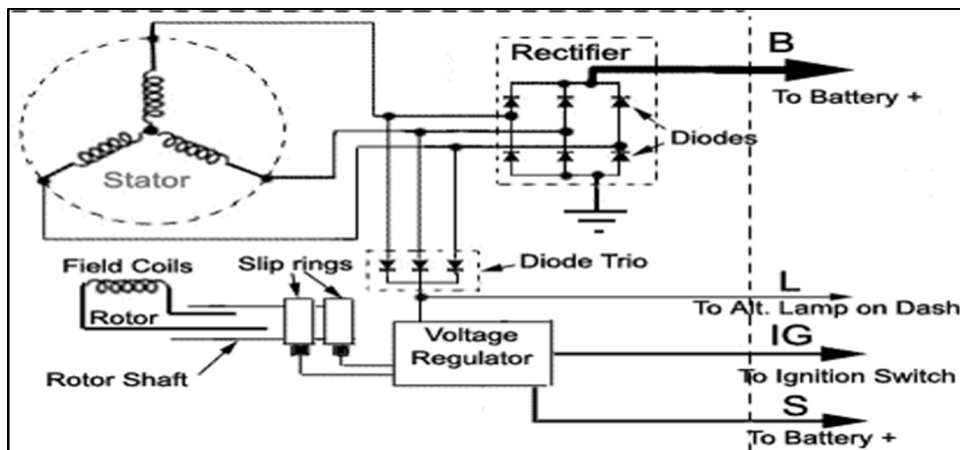 Rectifier
B
To Battery +
Diodes
Stator
Field Coils
Slip rings
Diode Trio
L
To Alt. Lamp on Dash
Rotor
Voltage
Regulator
IG
To Ignition Switch
Rotor Shaft
S
To Battery +